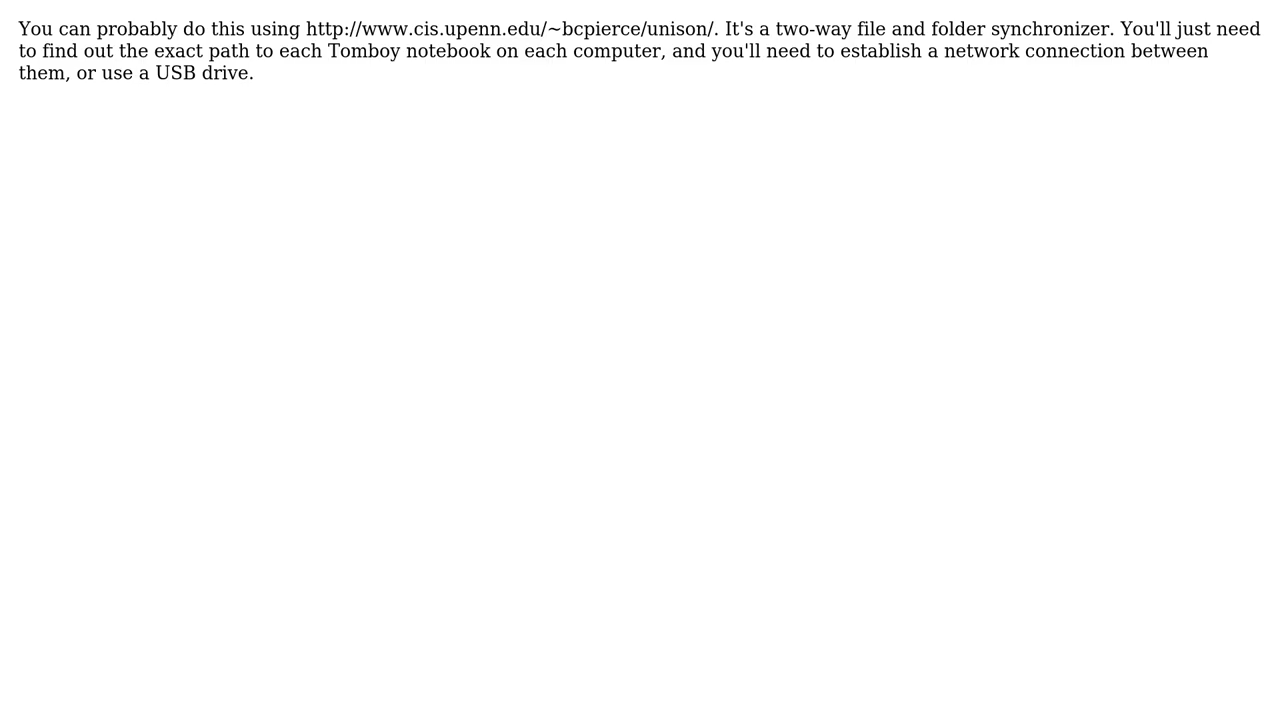 You can probably do this using http://www.cis.upenn.edu/~bcpierce/unison/. It's a two-way file and folder synchronizer. You'll just need
to find out the exact path to each Tomboy notebook on each computer, and you'll need to establish a network connection between
them, or use a USB drive.